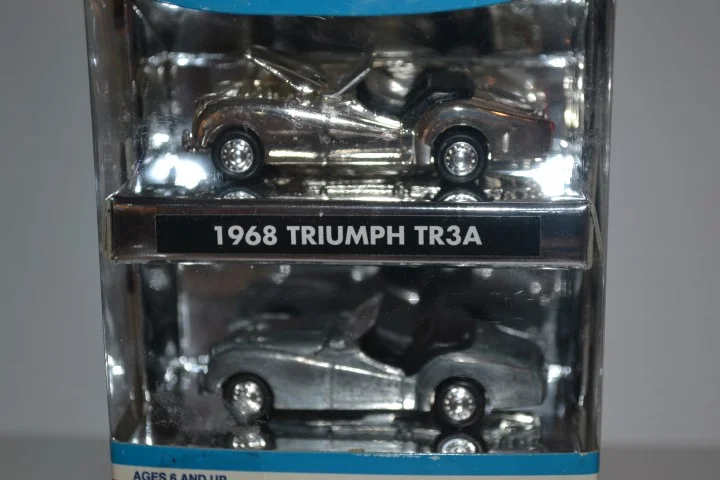 1968 TRIUMPH TR3A
AGES 6 AND UP